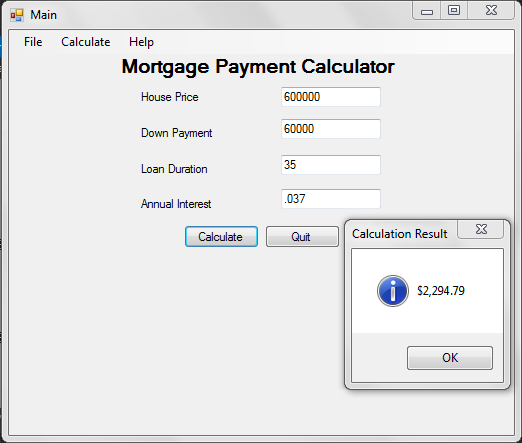 Main
File Calculate Help
Mortgage Payment Calculator
House Price 600000
Down Payment 60000
Loan Duration 35
Annual Interest .037
Calculate Quit
Calculation Result
$2,294.79
OK